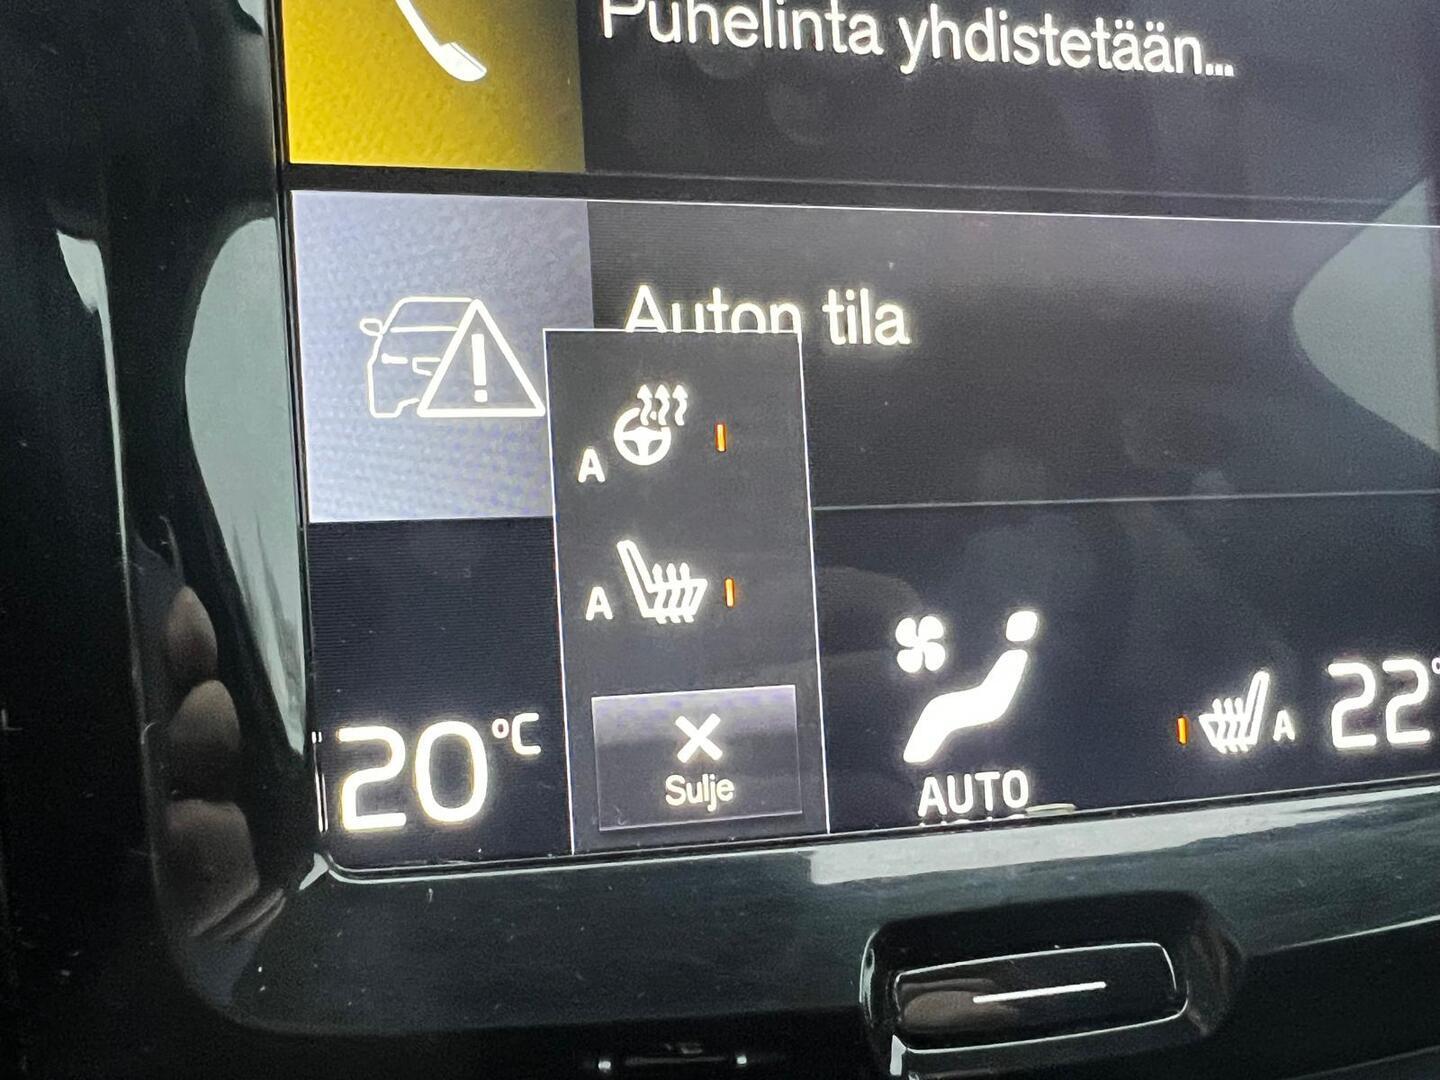 Puhelinta yhdistetään...
Auton tila
A
A
20°C
Sulje
AUTO
A 22°